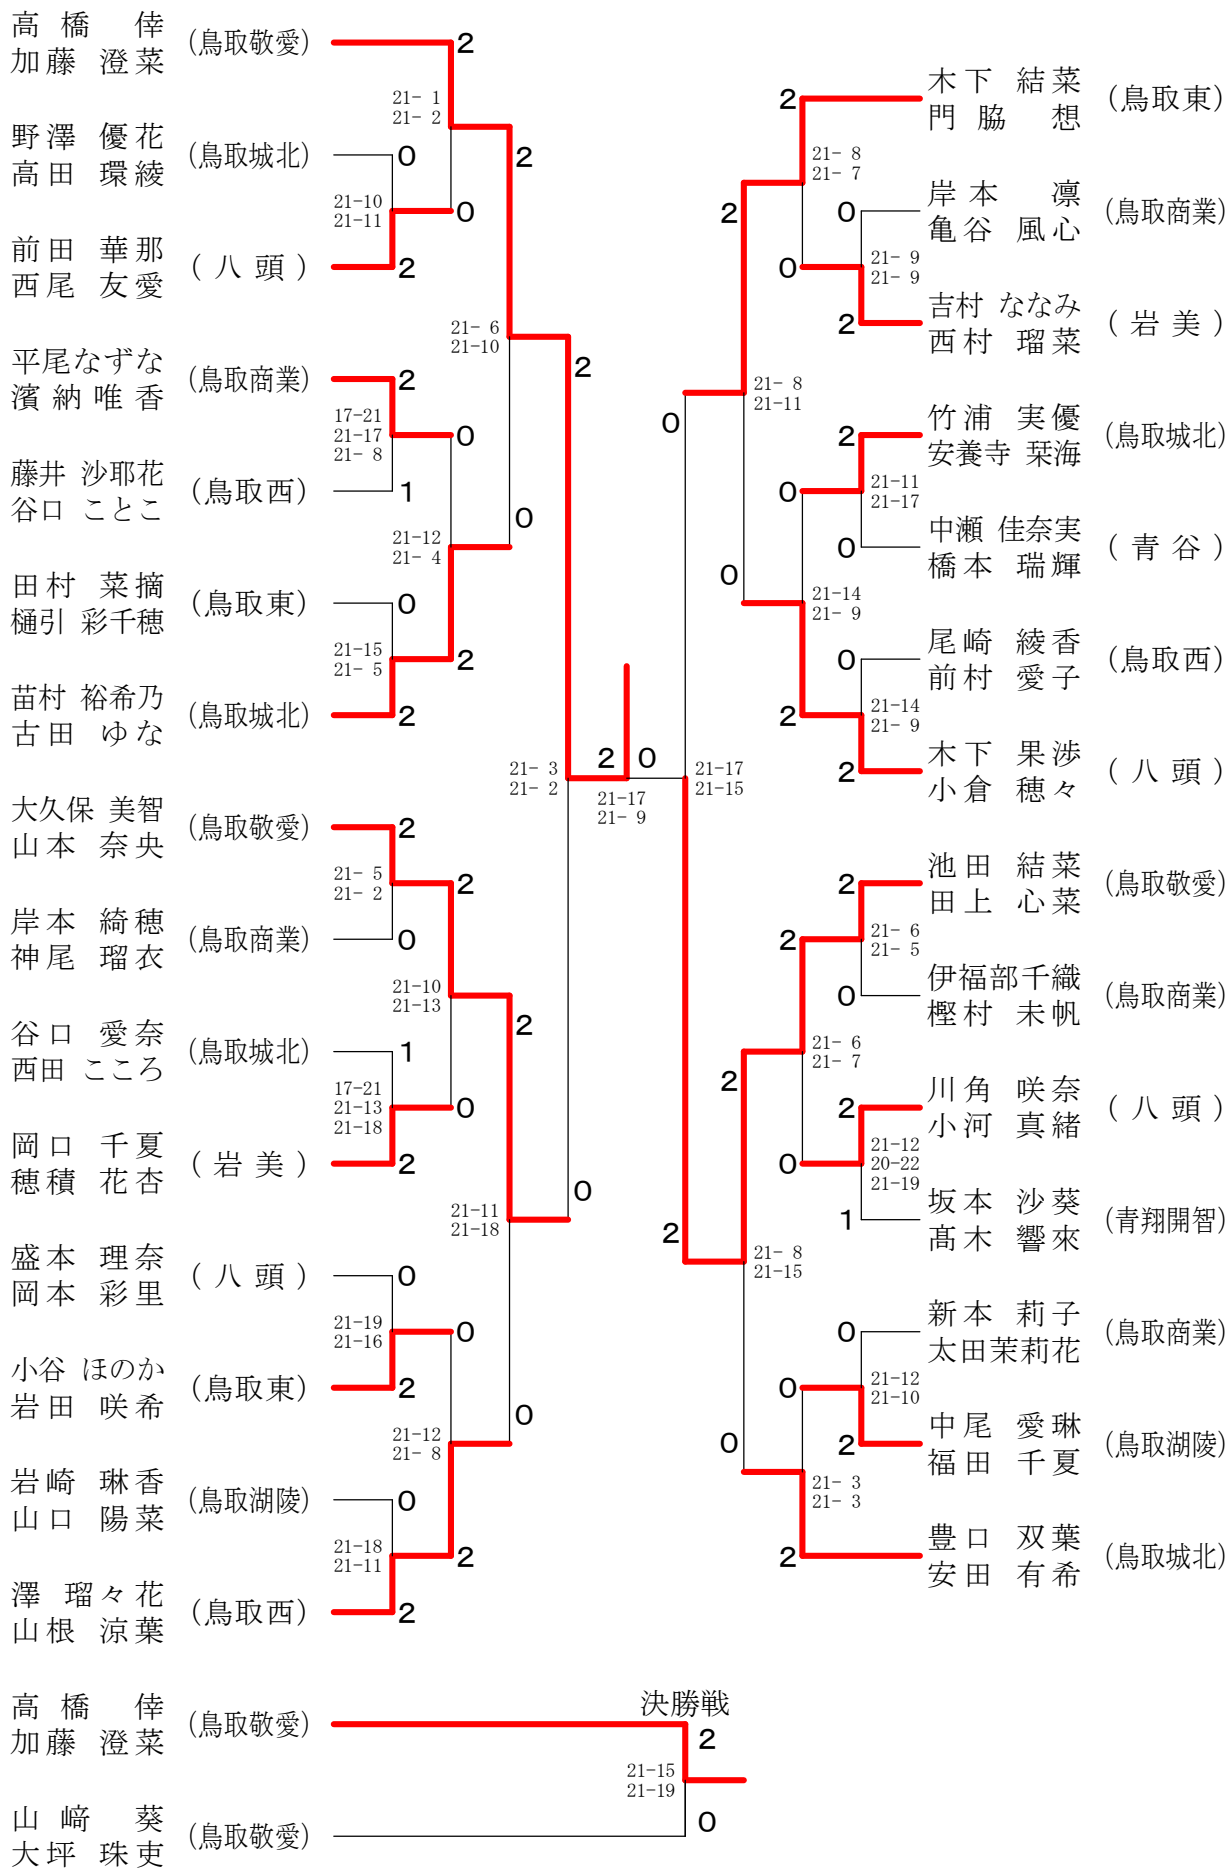 高橋 倖
加藤 澄菜
(鳥取敬愛)
2
21- 1
21- 2
野澤 優花
高田 環綾
(鳥取城北)
0
2
21-10
21-11
0
前田 華那
西尾 友愛
(八頭)
2
21- 6
21-10
2
平尾なずな
濱納唯香
(鳥取商業)
2
17-21
21-17
21- 8
0
藤井 沙耶花
谷口 ことこ
(鳥取西)
1
0
21-12
21- 4
田村 菜摘
樋引 彩千穂
(鳥取東)
0
21-15
21- 5
2
苗村 裕希乃
古田 ゆな
(鳥取城北)
2
21- 3
21- 2
2
0
21-17
21- 9
大久保 美智
山本 奈央
(鳥取敬愛)
2
21- 5
21- 2
2
岸本 綺穂
神尾 瑠衣
(鳥取商業)
0
21-10
21-13
2
谷口 愛奈
西田 こころ
(鳥取城北)
1
17-21
21-13
21-18
0
岡口 千夏
穂積 花杏
(岩美)
2
0
21-11
21-18
盛本 理奈
岡本 彩里
(八頭)
0
21-19
21-16
0
小谷 ほのか
岩田 咲希
(鳥取東)
2
0
21-12
21- 8
岩崎 琳香
山口 陽菜
(鳥取湖陵)
0
21-18
21-11
2
澤 瑠々花
山根 涼葉
(鳥取西)
2
木下 結菜
門脇 想
(鳥取東)
2
21- 8
21- 7
2
岸本 凛
亀谷 風心
(鳥取商業)
0
21- 9
21- 9
0
吉村 ななみ
西村 瑠菜
(岩美)
2
21- 8
21-11
0
竹浦 実優
安養寺 栞海
(鳥取城北)
2
21-11
21-17
0
中瀬 佳奈実
橋本 瑞輝
(青谷)
0
0
21-14
21- 9
尾崎 綾香
前村 愛子
(鳥取西)
0
21-14
21- 9
2
木下 果渉
小倉 穂々
(八頭)
2
21-17
21-15
池田 結菜
田上 心菜
(鳥取敬愛)
2
21- 6
21- 5
2
伊福部千織
樫村 未帆
(鳥取商業)
0
21- 6
21- 7
2
川角 咲奈
小河 真緒
(八頭)
2
21-12
20-22
21-19
0
坂本 沙葵
髙木 響來
(青翔開智)
1
2
21- 8
21-15
新本 莉子
太田茉莉花
(鳥取商業)
0
21-12
21-10
0
中尾 愛琳
福田 千夏
(鳥取湖陵)
2
0
21- 3
21- 3
豊口 双葉
安田 有希
(鳥取城北)
2
決勝戦
高橋 倖
加藤 澄菜
(鳥取敬愛)
2
21-15
21-19
山﨑 葵
大坪 珠吏
(鳥取敬愛)
0